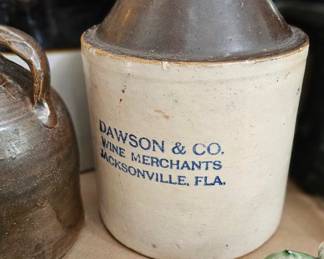 DAWSON & CO.
WINE MERCHANTS
JACKSONVILLE, FLA.